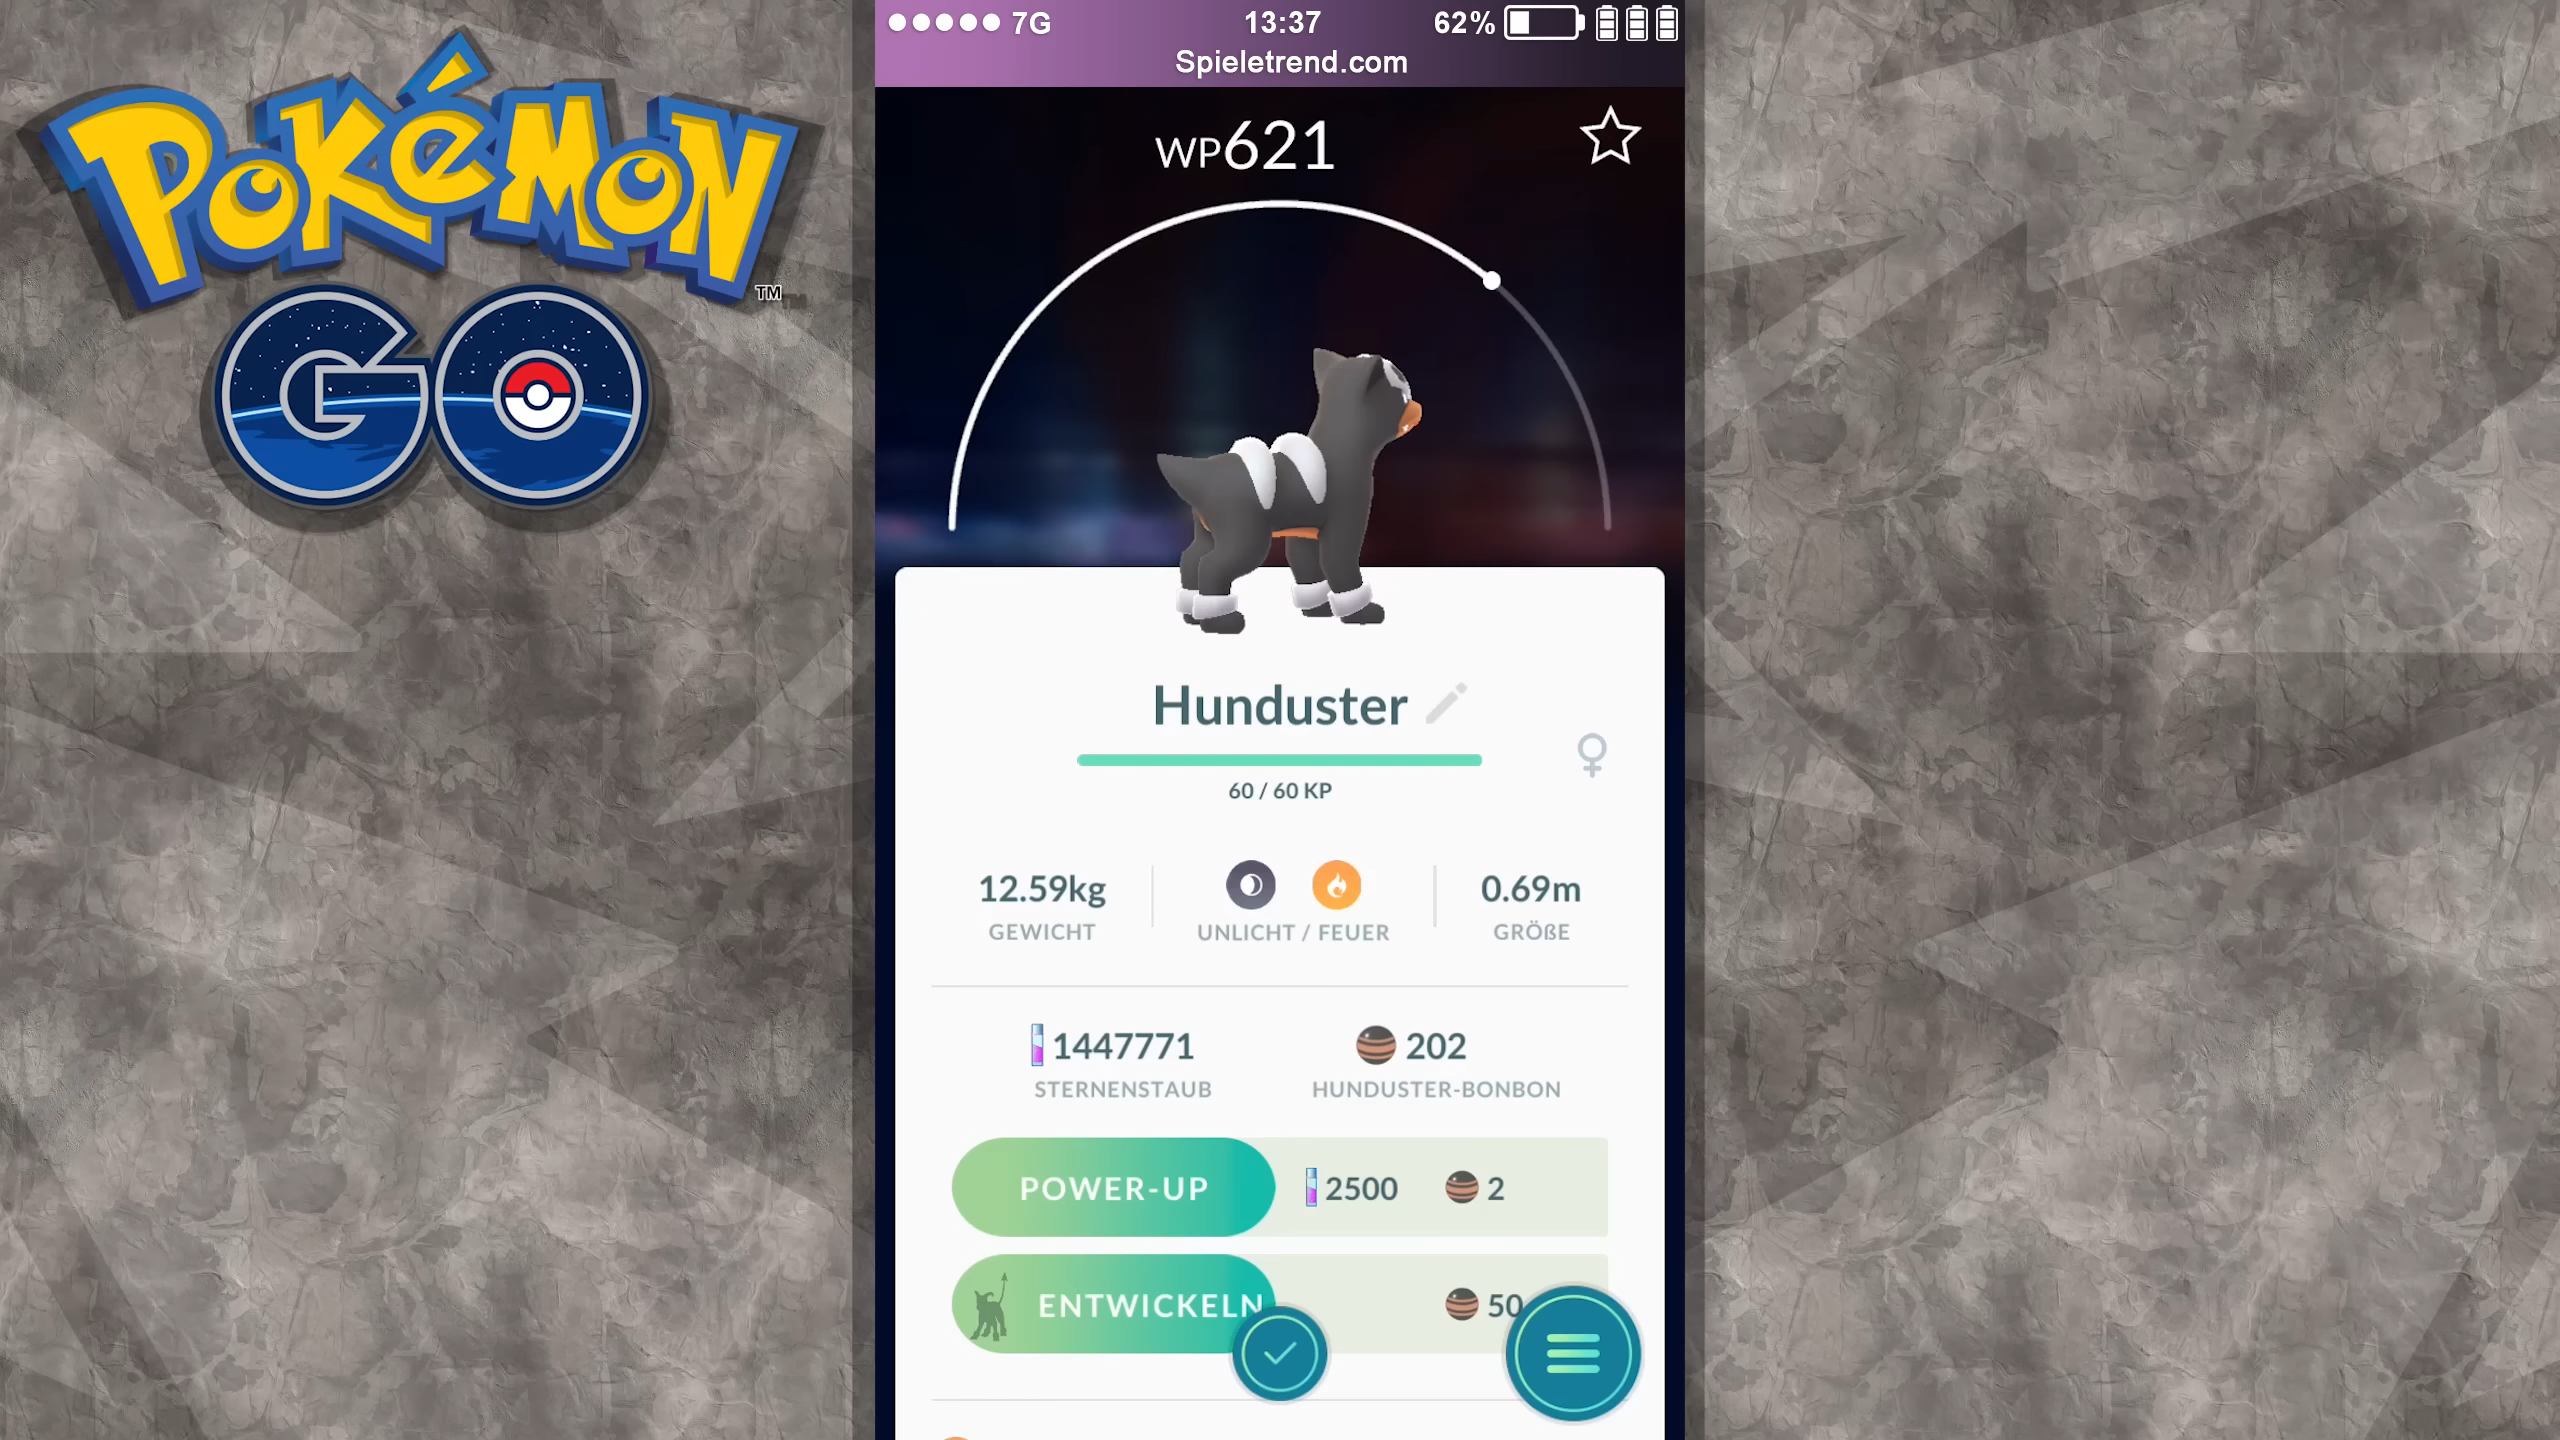 POKéMON
TM
GO
7G 13:37 62%
Spieletrend.com
WP621
Hunduster
60 / 60 KP
12.59kg 0.69m
GEWICHT UNLICHT / FEUER GRÖßE
1447771 202
STERNENSTAUB HUNDUSTER-BONBON
POWER-UP 2500 2
ENTWICKELN 50